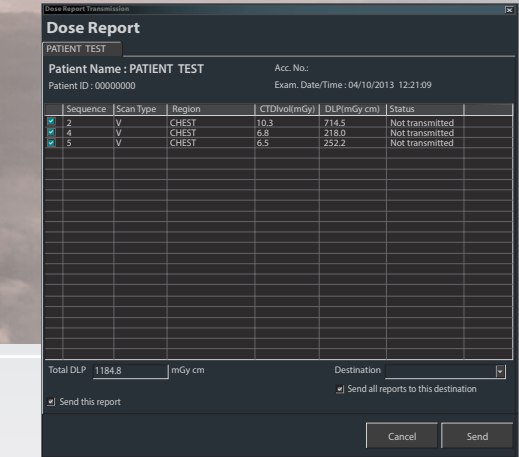 Dose Report Transmission
Dose Report
PATIENT TEST
Patient Name : PATIENT TEST Acc. No.:
Patient ID : 00000000 Exam. Date/Time : 04/10/2013 12:21:09
Sequence Scan Type Region CTDIvol(mGy) DLP(mGy cm) Status
2 V CHEST 10.3 714.5 Not transmitted
4 V CHEST 6.8 218.0 Not transmitted
5 V CHEST 6.5 252.2 Not transmitted
Total DLP 1184.8 mGy cm Destination
Send all reports to this destination
Send this report
Cancel Send